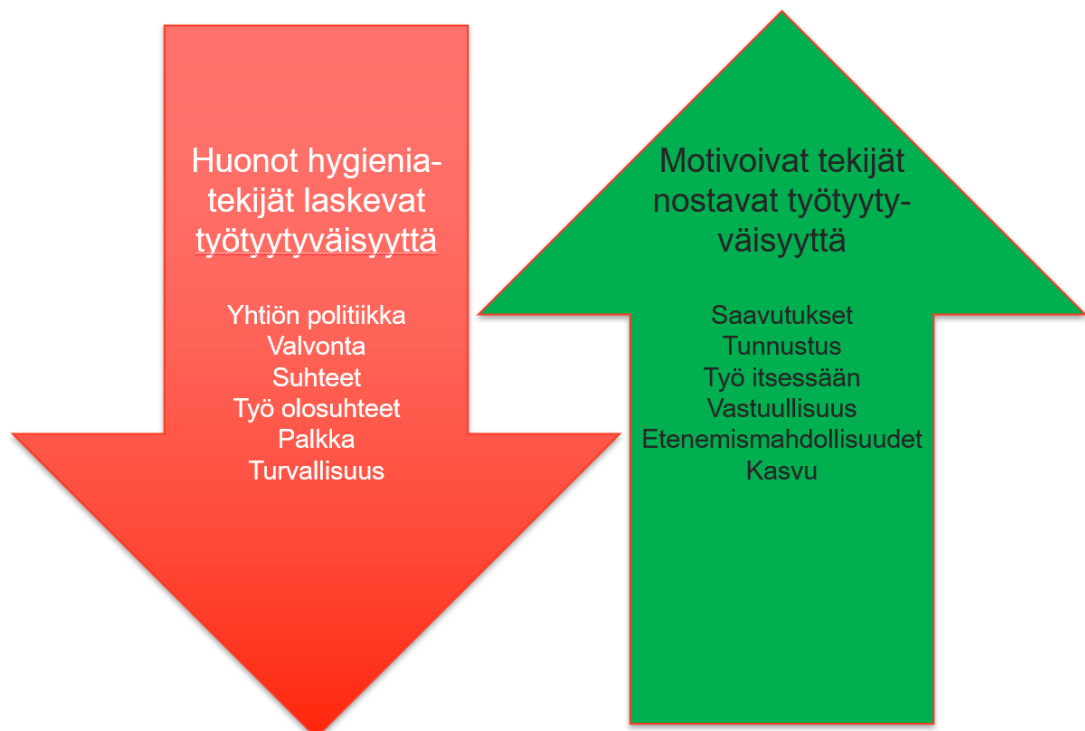 Huonot hygienia-
tekijät laskevat
työtyytyväisyyttä
Yhtiön politiikka
Valvonta
Suhteet
Työ olosuhteet
Palkka
Turvallisuus
Motivoivat tekijät
nostavat työtyyty-
väisyyttä
Saavutukset
Tunnustus
Työ itsessään
Vastuullisuus
Etenemismahdollisuudet
Kasvu